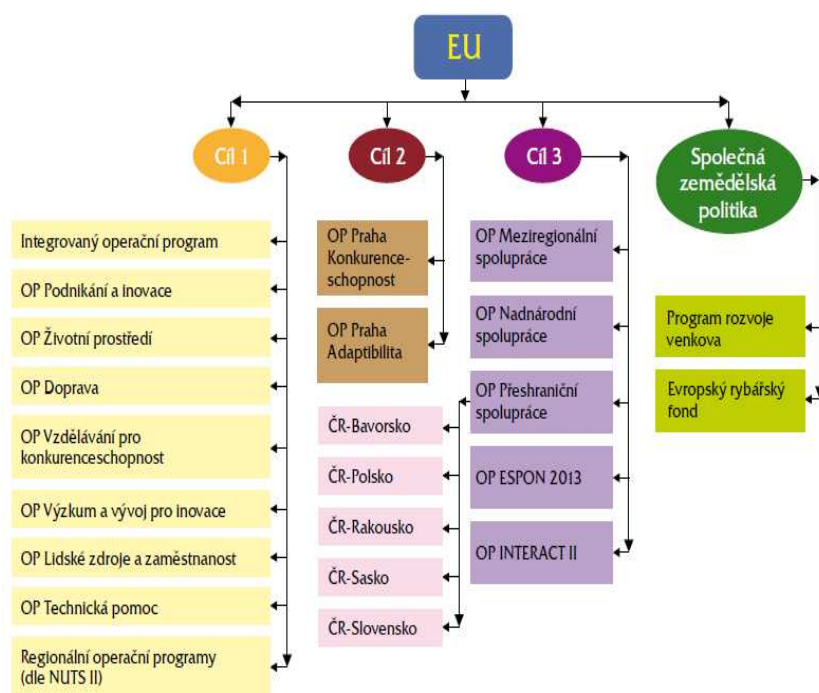 EU
Cíl 1
Cíl 2
Cíl 3
Společná
zemědělská
politika
Integrovaný operační program
OP Podnikání a inovace
OP Životní prostředí
OP Doprava
OP Vzdělávání pro
konkurenceschopnost
OP Výzkum a vývoj pro inovace
OP Lidské zdroje a zaměstnanost
OP Technická pomoc
Regionální operační programy
(dle NUTS II)
OP Praha
Konkurence-
schopnost
OP Praha
Adaptibilita
ČR-Bavorsko
ČR-Polsko
ČR-Rakousko
ČR-Sasko
ČR-Slovensko
OP Meziregionální
spolupráce
OP Nadnárodní
spolupráce
OP Přeshraniční
spolupráce
OP ESPON 2013
OP INTERACT II
Program rozvoje
venkova
Evropský rybářský
fond